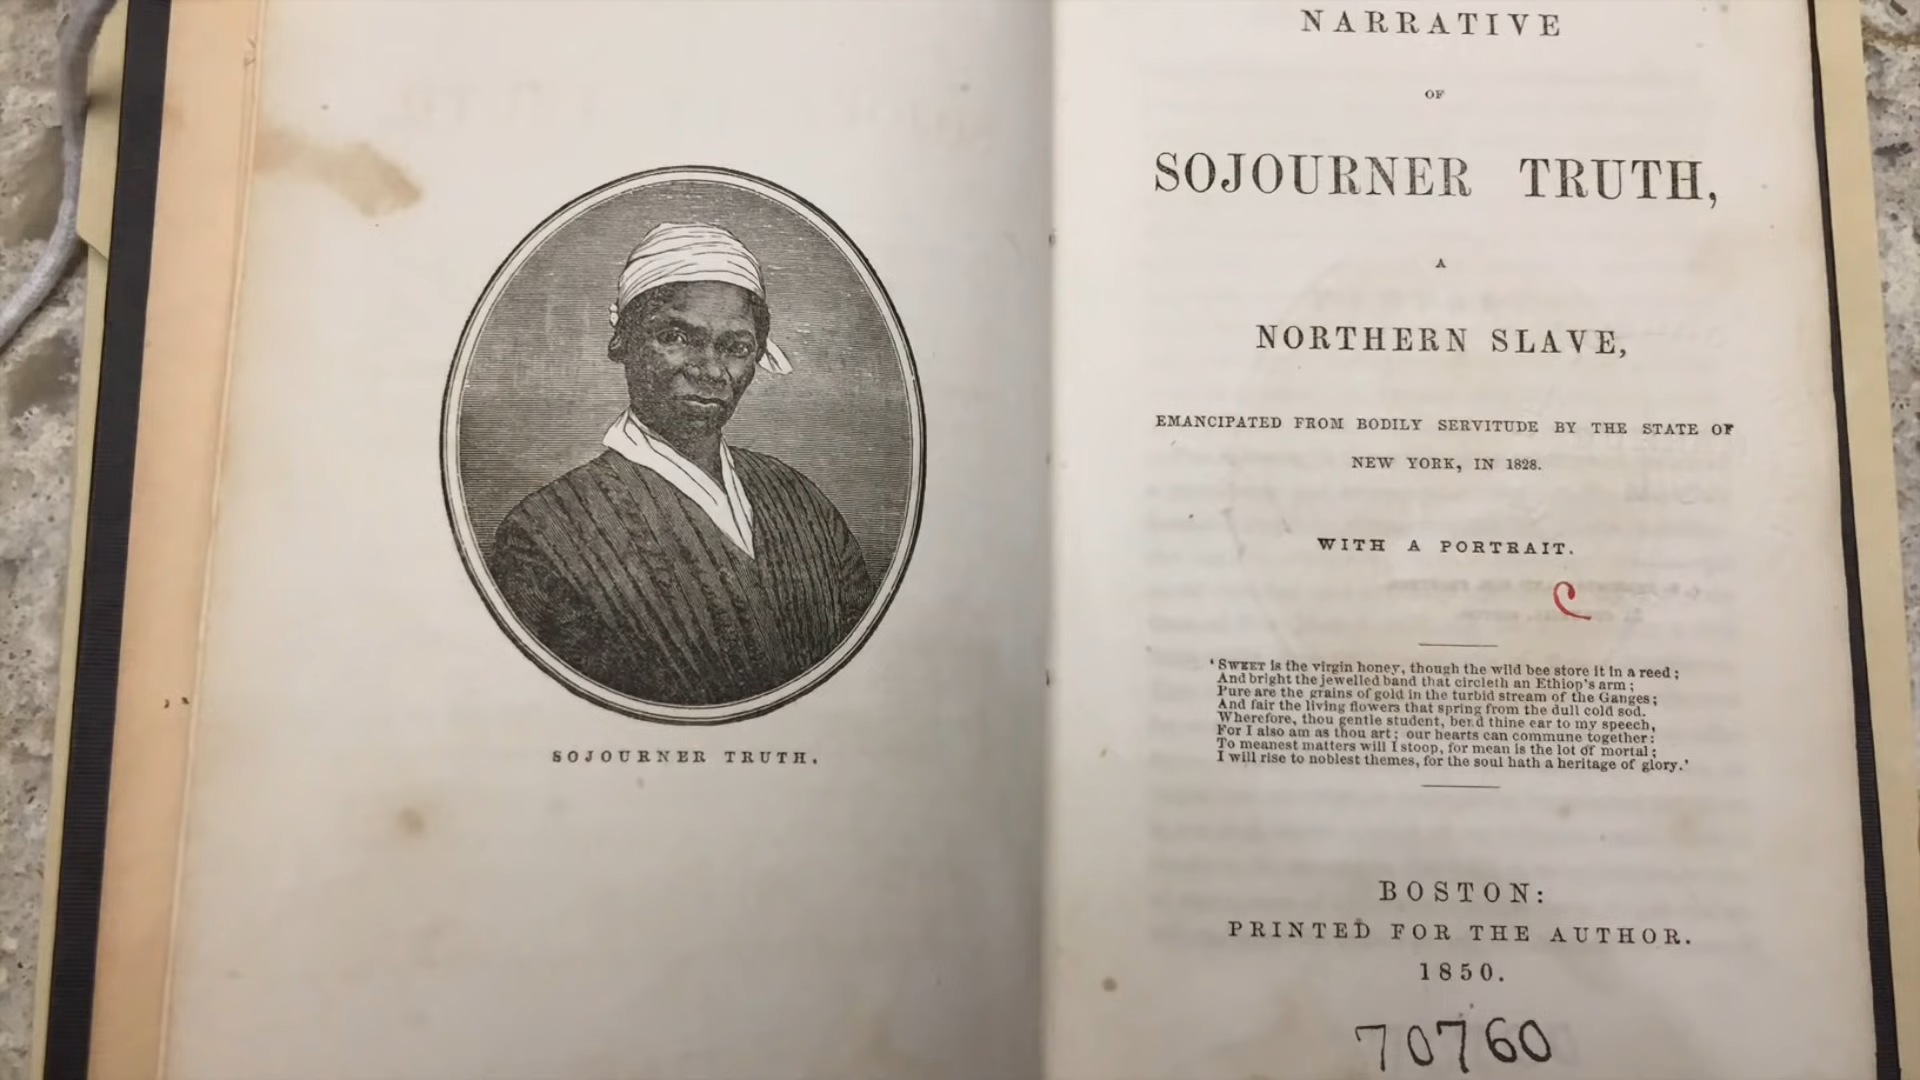 SOJOURNER TRUTH.
NARRATIVE
OF
SOJOURNER TRUTH,
A
NORTHERN SLAVE,
EMANCIPATED FROM BODILY SERVITUDE BY THE STATE OF
NEW YORK, IN 1828.
WITH A PORTRAIT.
'SWEET is the virgin honey, though the wild bee store it in a reed;
And bright the jewelled band that circleth an Ethiop's arm;
Pure are the grains of gold in the turbid stream of the Ganges;
And fair the living flowers that spring from the dull cold sod.
Wherefore, thou gentle student, bend thine ear to my speech,
For I also am as thou art; our hearts can commune together:
To meanest matters will I stoop, for mean is the lot of mortal;
I will rise to noblest themes, for the soul hath a heritage of glory.'
BOSTON:
PRINTED FOR THE AUTHOR.
1850.
70760